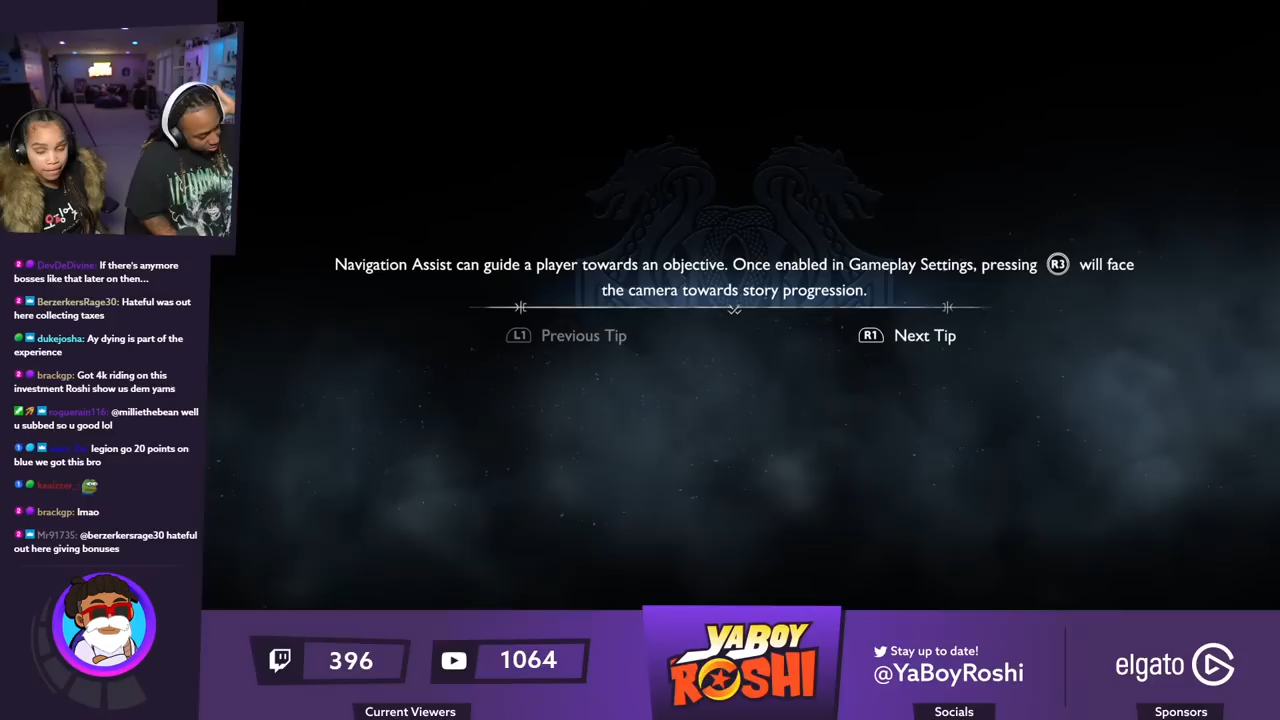 DevDeDivine: If there's anymore
bosses like that later on then...
BerzerkersRage30: Hateful was out
here collecting taxes
dukejosha: Ay dying is part of the
experience
brackgp: Got 4k riding on this
investment Roshi show us dem yams
roguerain116: @milliethebean well
u subbed so u good lol
legion go 20 points on
blue we got this bro
brackgp: lmao
Mr91735: @berzerkersrage30 hateful
out here giving bonuses
Navigation Assist can guide a player towards an objective. Once enabled in Gameplay Settings, pressing R3 will face
the camera towards story progression.
L1 Previous Tip
R1 Next Tip
396
1064
Current Viewers
YABOY
ROSHI
Stay up to date!
@YaBoyRoshi
Socials
elgato
Sponsors